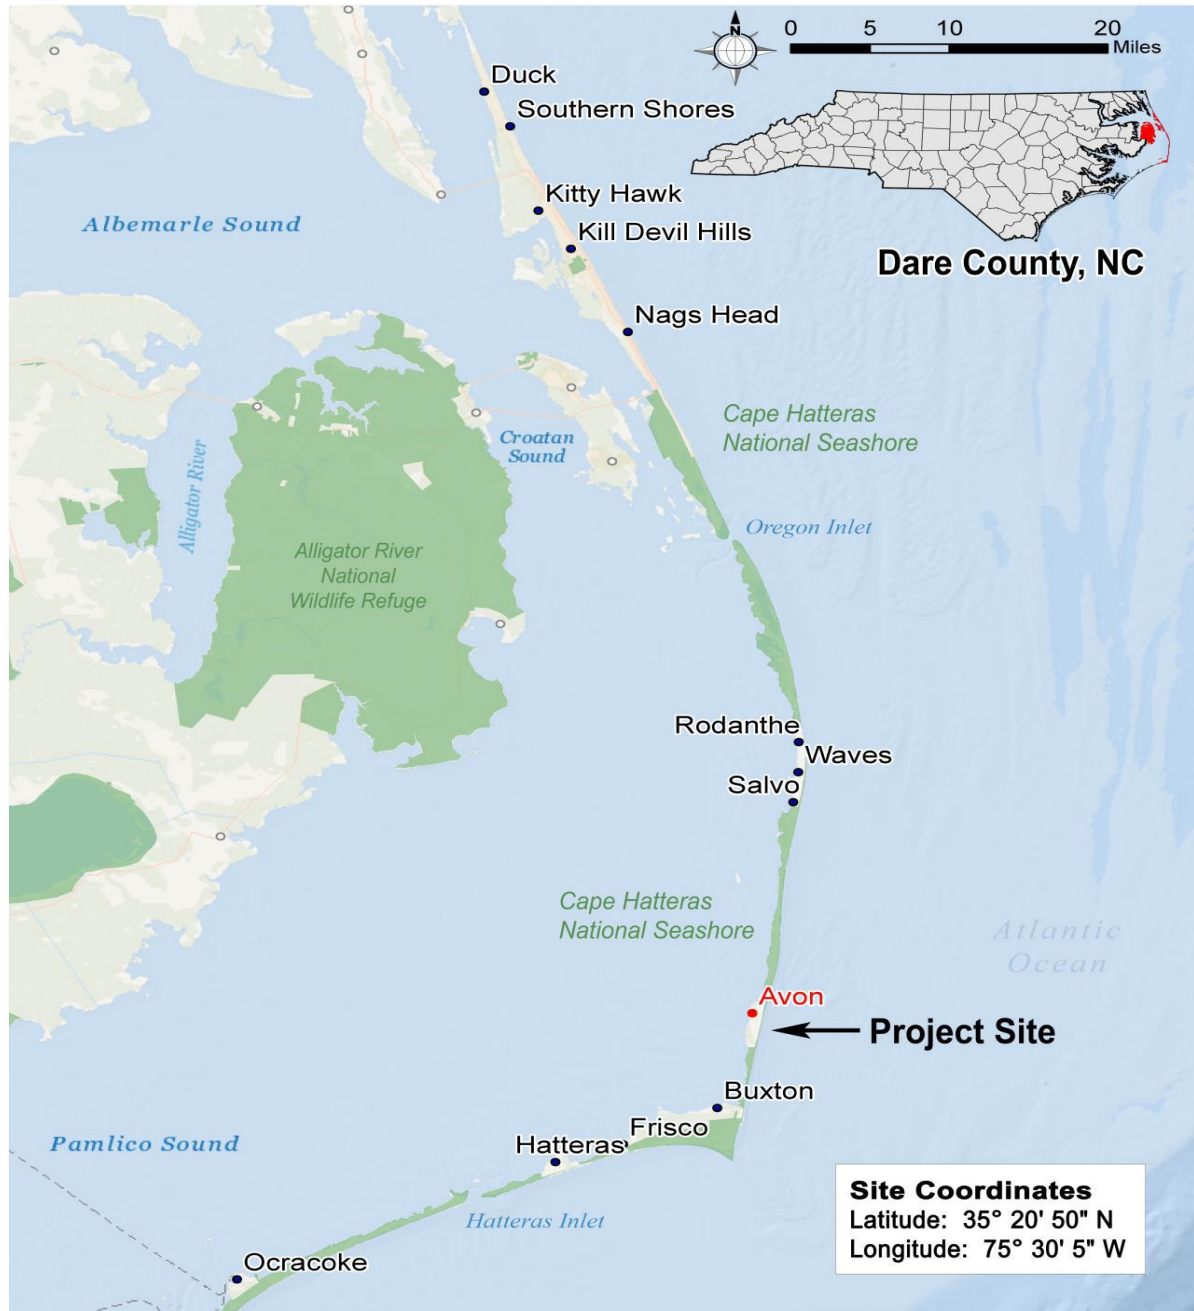 N
0 5 10 20
Miles
Duck
Southern Shores
Kitty Hawk
Albemarle Sound
Kill Devil Hills
Dare County, NC
Nags Head
Cape Hatteras
National Seashore
Croatan
Sound
Alligator River
Oregon Inlet
Alligator River
National
Wildlife Refuge
Rodanthe
Waves
Salvo
Cape Hatteras
National Seashore
Atlantic
Ocean
Avon
Project Site
Buxton
Frisco
Pamlico Sound
Hatteras
Site Coordinates
Latitude: 35° 20' 50" N
Longitude: 75° 30' 5" W
Hatteras Inlet
Ocracoke